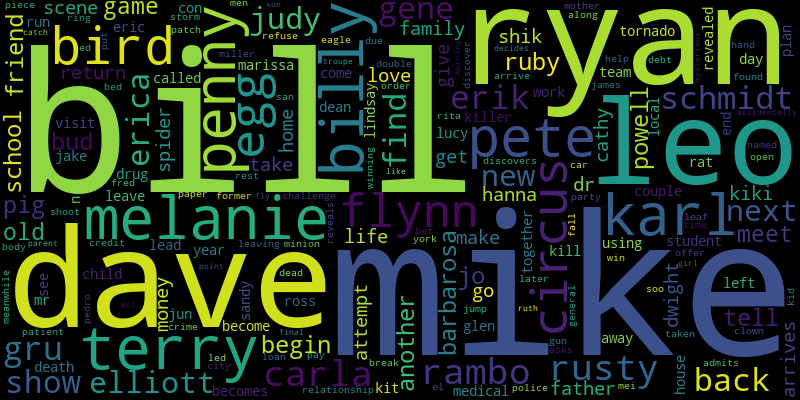 bill
ryan
mike
dave
leo
karl
pete
terry
melanie
penny
billy
circus
flynn
bird
egg
erik
erica
gene
judy
find
schmidt
ruby
rusty
rambo
carla
elliott
gru
show
back
begin
barbarosa
school friend
scene
game
eric
con
storm
patch
ring
piece
run
catch
ed
put
return
called
bed
marissa
love
family
come
dean
lindsay
home
san
troupe
order
rest
take
spider
drug
leave
bud
visit
jake
fred
shoot
paper
former
fly
challenge
reveals
pig
old
body
parent
credit
leaving
minion
lead
year
life
see
mr
child
meanwhile
pedro
act
jun
crime
money
become
becomes
sandy
point
ross
dead
final
led
city
loan
pay
relationship
patient
death
attempt
another
break
kit
medical
el
police
father
mei
gun
asks
house
dwight
admits
clown
kid
arrives
taken
soo
left
tell
using
away
kill
general
later
jump
ruth
glen
make
york
bet
go
jo
together
fall
win
time
leaf
offer
girl
student
meet
next
kiki
couple
party
car
hanna
dr
new
discovers
get
lucy
rita
killer
work
give
shik
men
son
refuse
eagle
due
double
miller
mother
along
decides
tornado
team
help
arrive
james
debt
discover
mysterious
morning
revealed
hand
found
day
plan
accidentally
powell
local
cathy
end
rat
named
open
winning
like
n